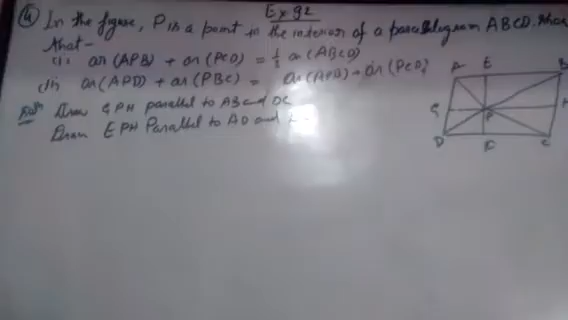 Ex 9.2
④ In the figure, P is a point in the interior of a parallelogram ABCD. Show
that -
(i) ar (APB) + ar (PCD) = 1/2 ar (ABCD)
(ii) ar (APD) + ar (PBC) = ar (APB) + ar (PCD)
Soln Draw GPH parallel to AB and DC
Draw EPH Parallel to AD and
A E B
G P H
D C